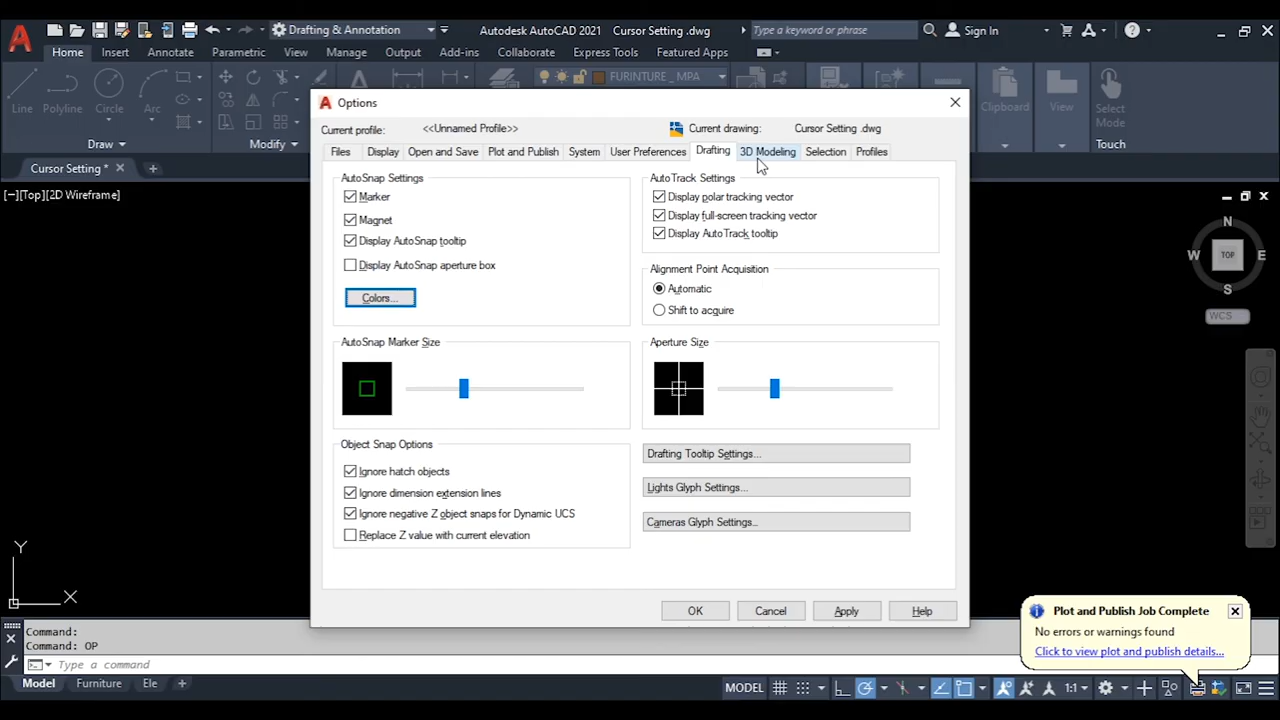 Drafting & Annotation
Autodesk AutoCAD 2021 Cursor Setting .dwg
Type a keyword or phrase
Sign In
Home Insert Annotate Parametric View Manage Output Add-ins Collaborate Express Tools Featured Apps
Line Polyline Circle Arc
FURINTURE _ MPA
Clipboard View Select
Mode
Draw Modify Touch
Cursor Setting *
[−][Top][2D Wireframe]
Options
Current profile: <<Unnamed Profile>> Current drawing: Cursor Setting .dwg
Files Display Open and Save Plot and Publish System User Preferences Drafting 3D Modeling Selection Profiles
AutoSnap Settings
Marker
Magnet
Display AutoSnap tooltip
Display AutoSnap aperture box
Colors...
AutoSnap Marker Size
Object Snap Options
Ignore hatch objects
Ignore dimension extension lines
Ignore negative Z object snaps for Dynamic UCS
Replace Z value with current elevation
AutoTrack Settings
Display polar tracking vector
Display full-screen tracking vector
Display AutoTrack tooltip
Alignment Point Acquisition
Automatic
Shift to acquire
Aperture Size
Drafting Tooltip Settings...
Lights Glyph Settings...
Cameras Glyph Settings...
OK Cancel Apply Help
N
W TOP E
S
WCS
Y
X
Command:
Command: OP
Type a command
Plot and Publish Job Complete
No errors or warnings found
Click to view plot and publish details...
Model Furniture Ele
MODEL 1:1